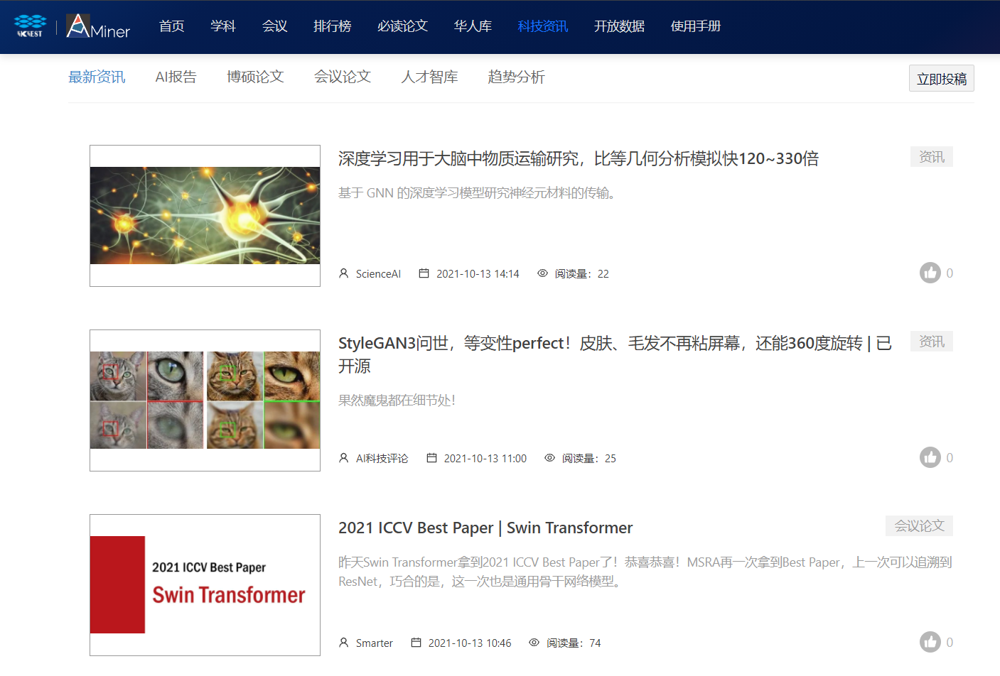 AMiner 首页 学科 会议 排行榜 必读论文 华人库 科技资讯 开放数据 使用手册
最新资讯 AI报告 博硕论文 会议论文 人才智库 趋势分析 立即投稿
深度学习用于大脑中物质运输研究，比等几何分析模拟快120~330倍 资讯
基于 GNN 的深度学习模型研究神经元材料的传输。
ScienceAI 2021-10-13 14:14 阅读量：22 0
StyleGAN3问世，等变性perfect！皮肤、毛发不再粘屏幕，还能360度旋转 | 已 资讯
开源
果然魔鬼都在细节处！
AI科技评论 2021-10-13 11:00 阅读量：25 0
2021 ICCV Best Paper
Swin Transformer
2021 ICCV Best Paper | Swin Transformer 会议论文
昨天Swin Transformer拿到2021 ICCV Best Paper了！恭喜恭喜！MSRA再一次拿到Best Paper，上一次可以追溯到
ResNet，巧合的是，这一次也是通用骨干网络模型。
Smarter 2021-10-13 10:46 阅读量：74 0